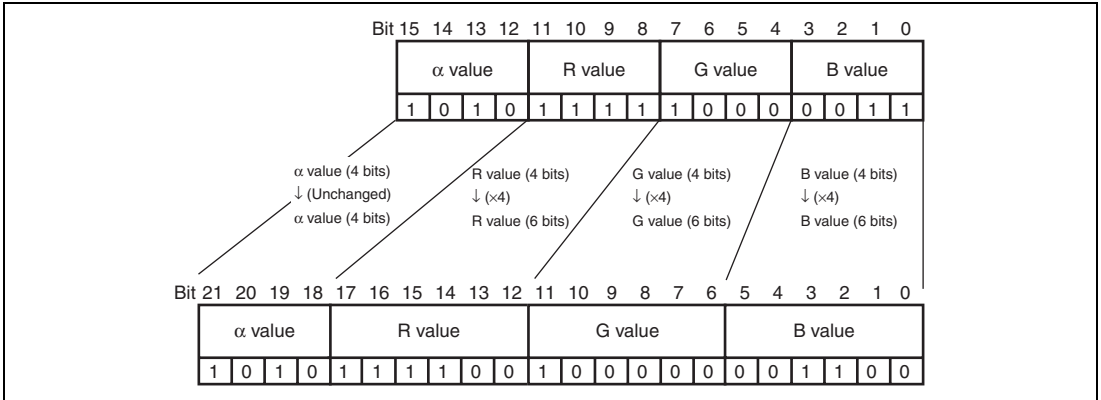 Bit 15 14 13 12 11 10 9 8 7 6 5 4 3 2 1 0
α value R value G value B value
1 0 1 0 1 1 1 1 1 0 0 0 0 0 1 1
α value (4 bits) R value (4 bits) G value (4 bits) B value (4 bits)
↓ (Unchanged) ↓ (×4) ↓ (×4) ↓ (×4)
α value (4 bits) R value (6 bits) G value (6 bits) B value (6 bits)
Bit 21 20 19 18 17 16 15 14 13 12 11 10 9 8 7 6 5 4 3 2 1 0
α value R value G value B value
1 0 1 0 1 1 1 1 0 0 1 0 0 0 0 0 0 0 1 1 0 0